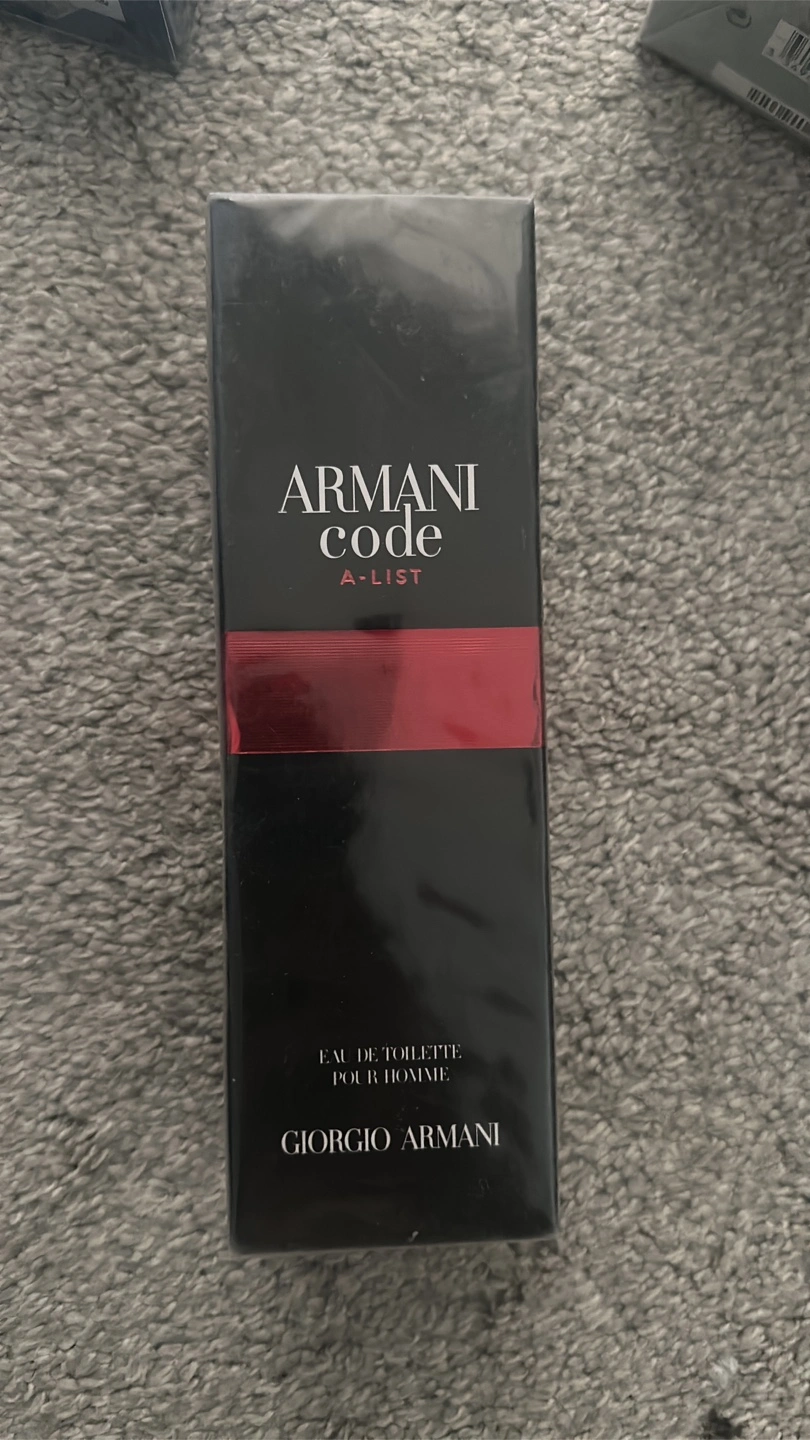 ARMANI
code
A-LIST
EAU DE TOILETTE
POUR HOMME
GIORGIO ARMANI